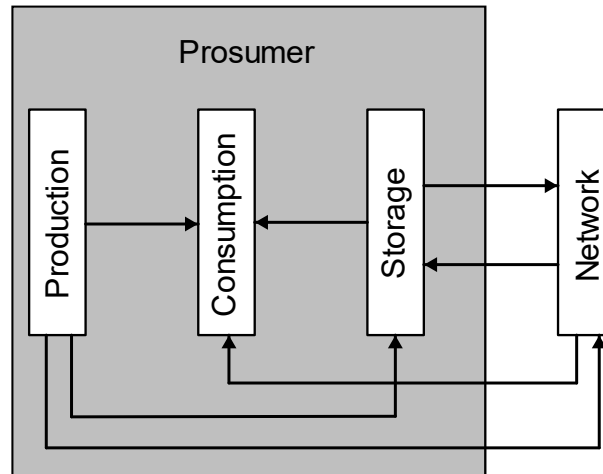 Prosumer
Production
Consumption
Storage
Network